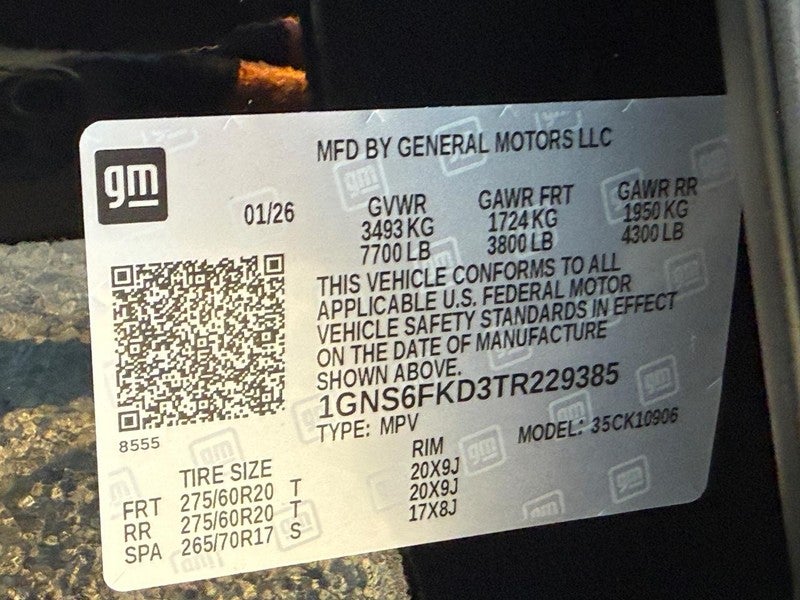 gm
MFD BY GENERAL MOTORS LLC
01/26
GVWR GAWR FRT GAWR RR
3493 KG 1724 KG 1950 KG
7700 LB 3800 LB 4300 LB
THIS VEHICLE CONFORMS TO ALL
APPLICABLE U.S. FEDERAL MOTOR
VEHICLE SAFETY STANDARDS IN EFFECT
ON THE DATE OF MANUFACTURE
SHOWN ABOVE.
1GNS6FKD3TR229385
TYPE: MPV MODEL: 35CK10906
8555
TIRE SIZE RIM
FRT 275/60R20 T 20X9J
RR 275/60R20 T 20X9J
SPA 265/70R17 S 17X8J